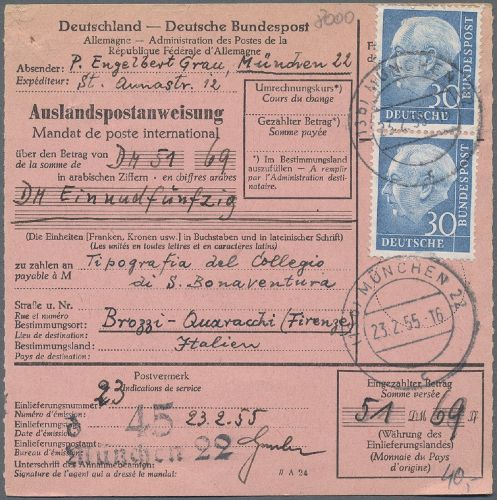 Deutschland — Deutsche Bundespost
Allemagne — Administration des Postes de la
République Fédérale d'Allemagne
8000
Absender: P. Engelbert Grau, München 22
Expéditeur: St. Annastr. 12
Auslandspostanweisung
Mandat de poste international
Umrechnungskurs*)
Cours du change
Gezahlter Betrag*)
Somme payée
*) Im Bestimmungsland
auszufüllen — A remplir
par l'Administration desti-
nataire.
über den Betrag von
de la somme de
DM 51 69
in arabischen Ziffern - en chiffres arabes
DM Einundfünfzig
(Die Einheiten [Franken, Kronen usw.] in Buchstaben und in lateinischer Schrift)
(Les unités en toutes lettres et en caractères latins)
zu zahlen an
payable à M
Tipografia del Collegio
di S. Bonaventura
Straße u. Nr.
Rue et numéro
Bestimmungsort:
Lieu de destination:
Brozzi-Quaracchi (Firenze)
Bestimmungsland:
Pays de destination:
Italien
30
DEUTSCHE
BUNDESPOST
30
DEUTSCHE
BUNDESPOST
MÜNCHEN
MÜNCHEN 22
23.2.55.-16
Postvermerk
Indications de service
23
Einlieferungsnummer
Numéro d'émission:
45
23.2.55
Date d'émission:
Einlieferungspostamt:
Bureau d'émission:
München 22
Unterschrift des Annahmebeamten:
Signature de l'agent qui a dressé le mandat:
Eingezahlter Betrag
Somme versée
51 DM 69 Pf
(Währung des
Einlieferungslandes)
(Monnaie du Pays
d'origine)
40,-